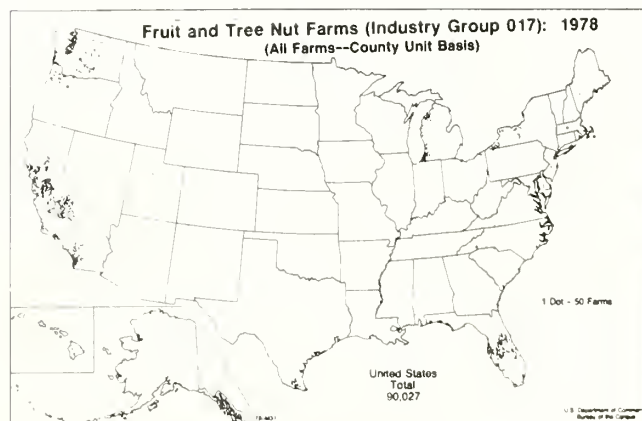 Fruit and Tree Nut Farms (Industry Group 017): 1978
(All Farms--County Unit Basis)
1 Dot - 50 Farms
United States
Total
90,027
U.S. Department of Commerce
Bureau of the Census